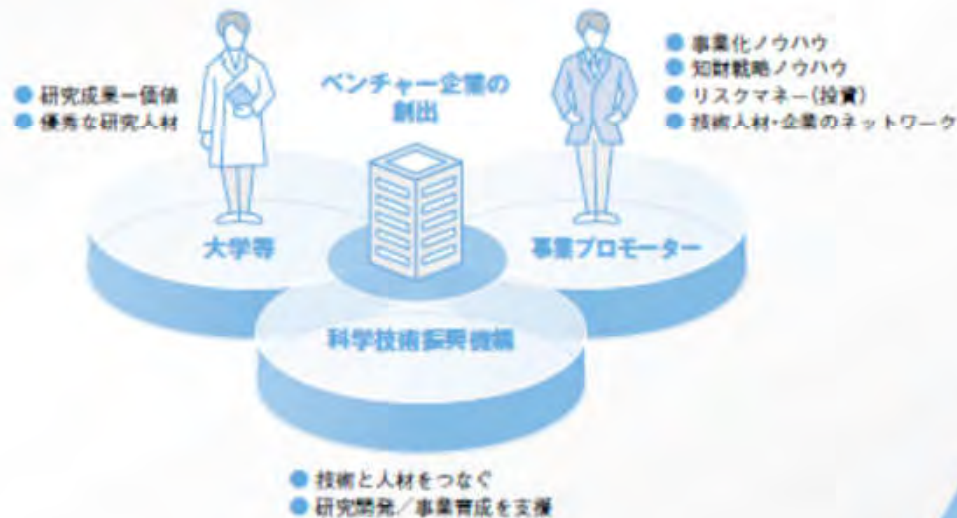 ● 研究成果=価値
● 優秀な研究人材
ベンチャー企業の
創出
● 事業化ノウハウ
● 知財戦略ノウハウ
● リスクマネー(投資)
● 技術人材・企業のネットワーク
大学等
事業プロモーター
科学技術振興機構
● 技術と人材をつなぐ
● 研究開発/事業育成を支援